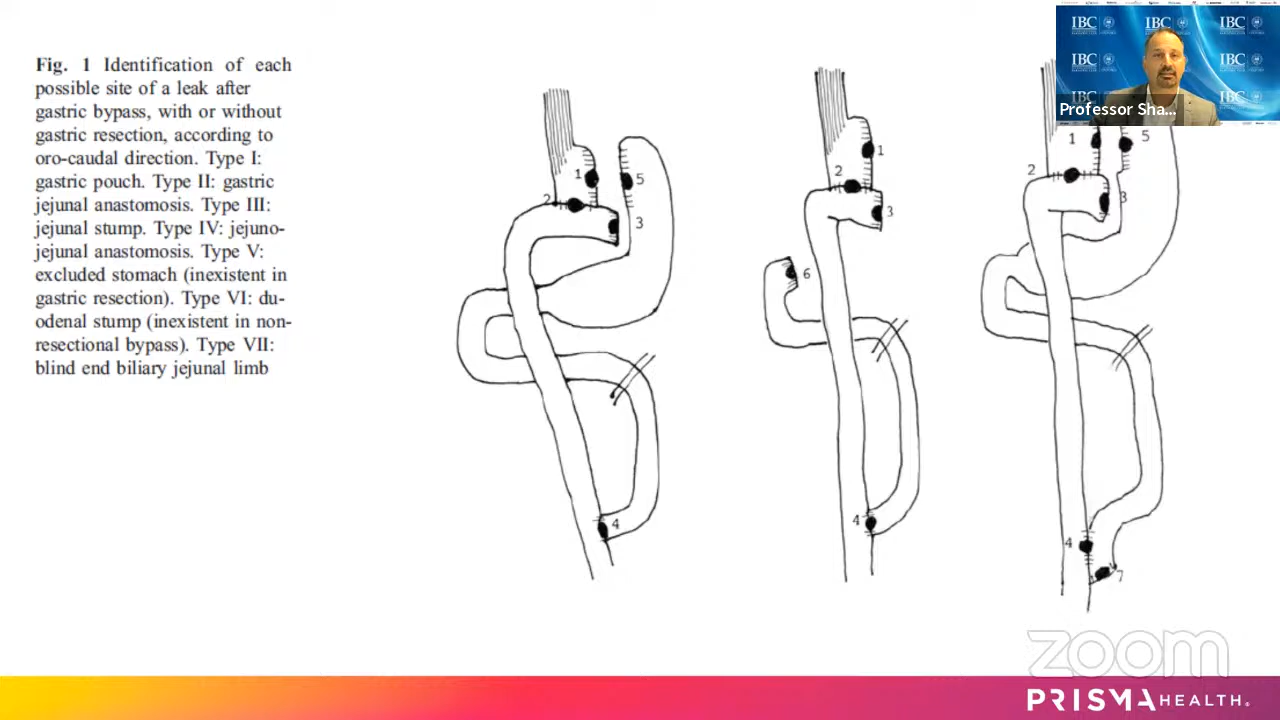 Fig. 1 Identification of each
possible site of a leak after
gastric bypass, with or without
gastric resection, according to
oro-caudal direction. Type I:
gastric pouch. Type II: gastric
jejunal anastomosis. Type III:
jejunal stump. Type IV: jejuno-
jejunal anastomosis. Type V:
excluded stomach (inexistent in
gastric resection). Type VI: du-
odenal stump (inexistent in non-
resectional bypass). Type VII:
blind end biliary jejunal limb
1
5
2
3
4
1
2
3
6
4
1
5
2
3
4
7
IBC
IBC
IBC
IBC
IBC
IBC
IBC
Professor Sha...
zoom
PRISMA HEALTH.